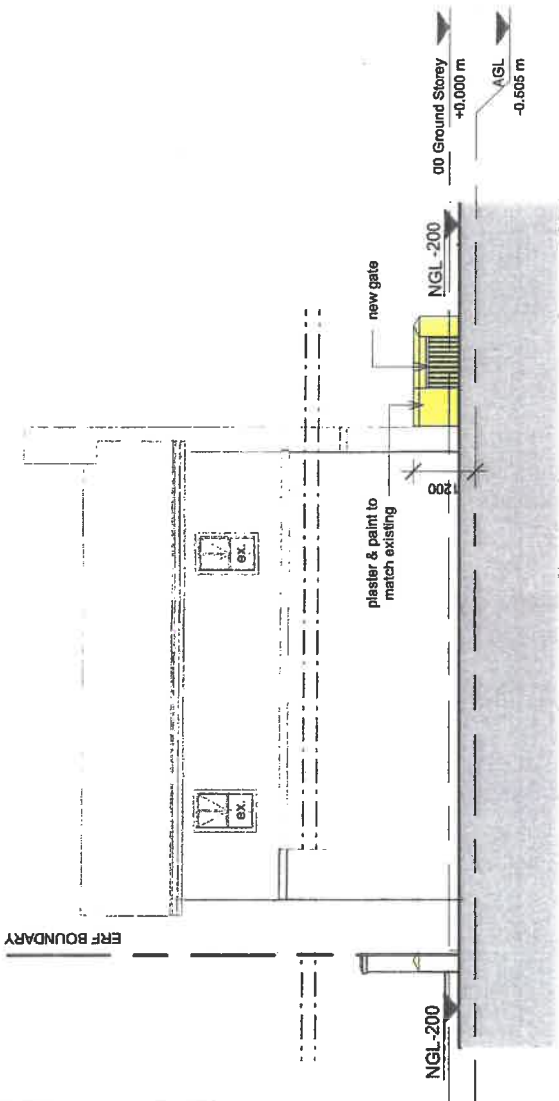 ERF BOUNDARY
ex.
ex.
plaster & paint to
match existing
new gate
1200
NGL-200
NGL -200
00 Ground Storey
+0.000 m
AGL
-0.505 m